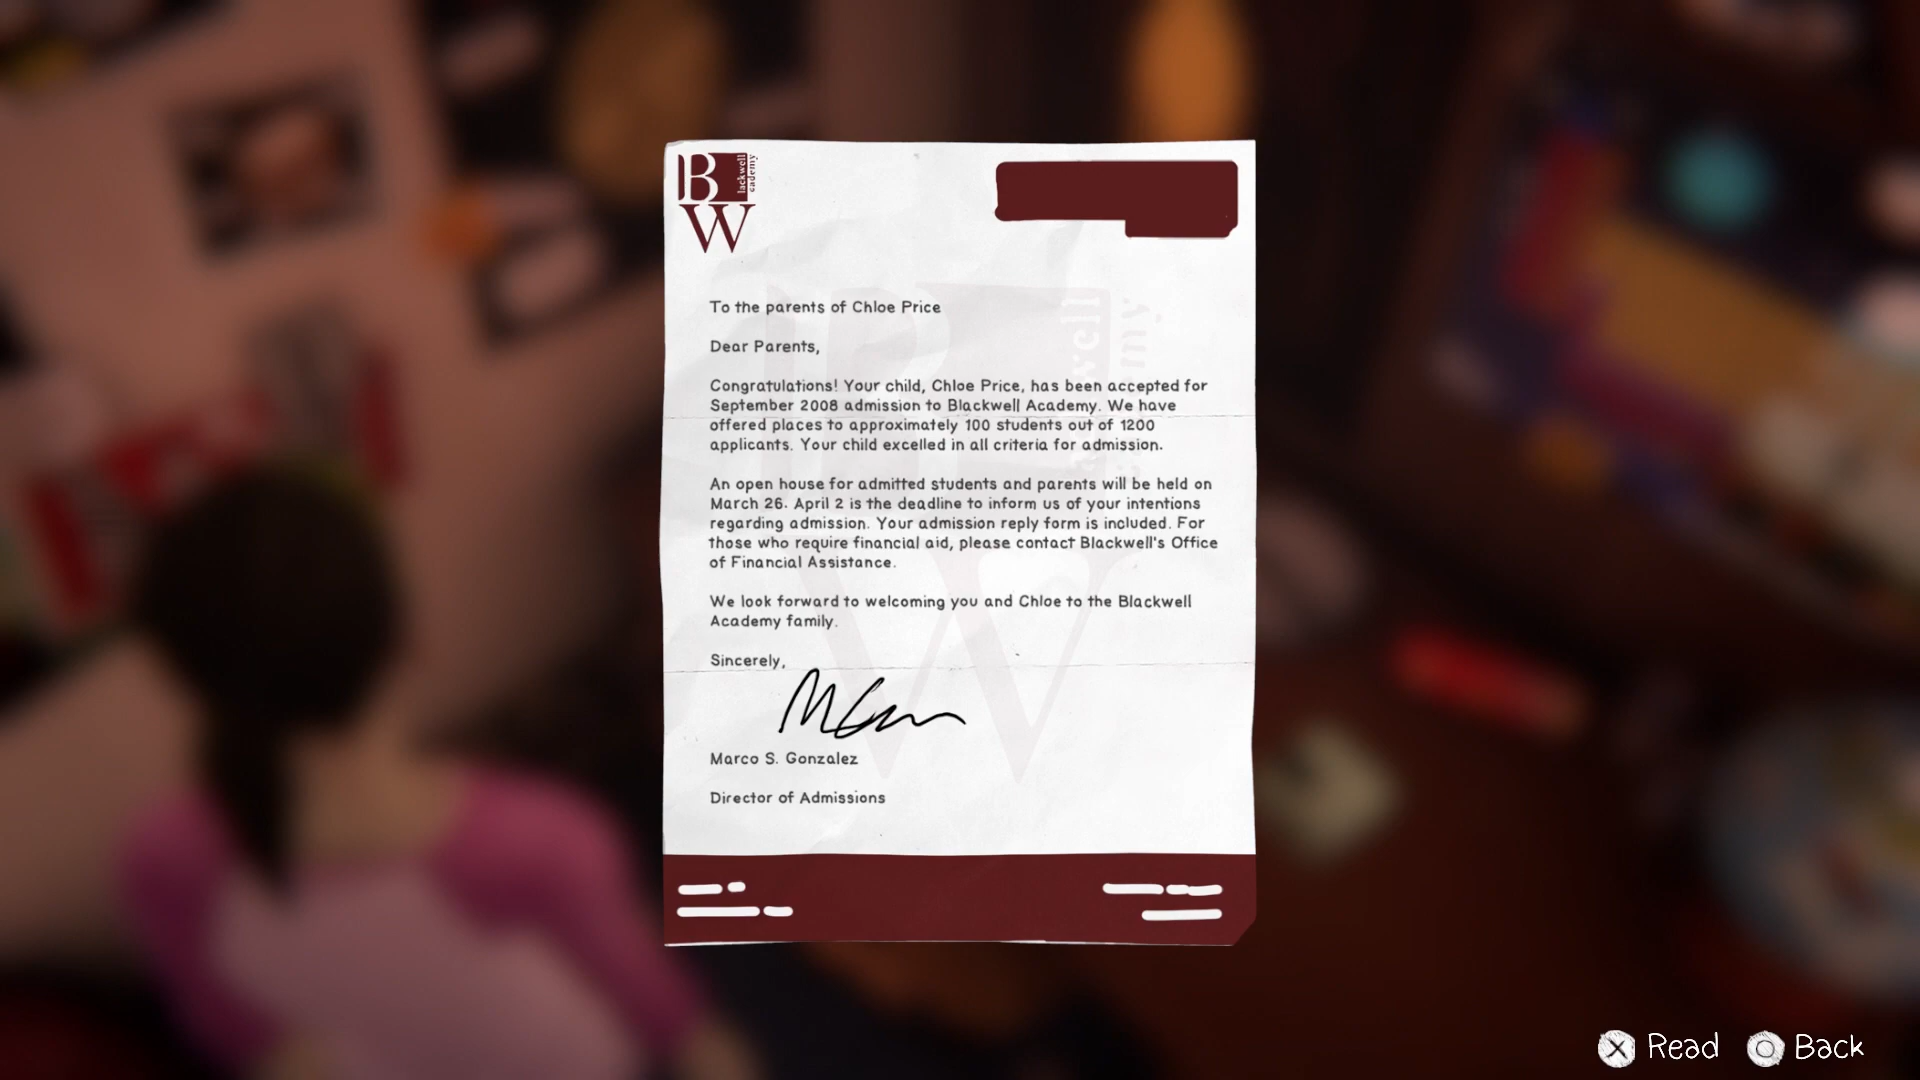 B lackwell
cademy
W
To the parents of Chloe Price
Dear Parents,
Congratulations! Your child, Chloe Price, has been accepted for
September 2008 admission to Blackwell Academy. We have
offered places to approximately 100 students out of 1200
applicants. Your child excelled in all criteria for admission.
An open house for admitted students and parents will be held on
March 26. April 2 is the deadline to inform us of your intentions
regarding admission. Your admission reply form is included. For
those who require financial aid, please contact Blackwell's Office
of Financial Assistance.
We look forward to welcoming you and Chloe to the Blackwell
Academy family.
Sincerely,
Marco S. Gonzalez
Director of Admissions
Read Back